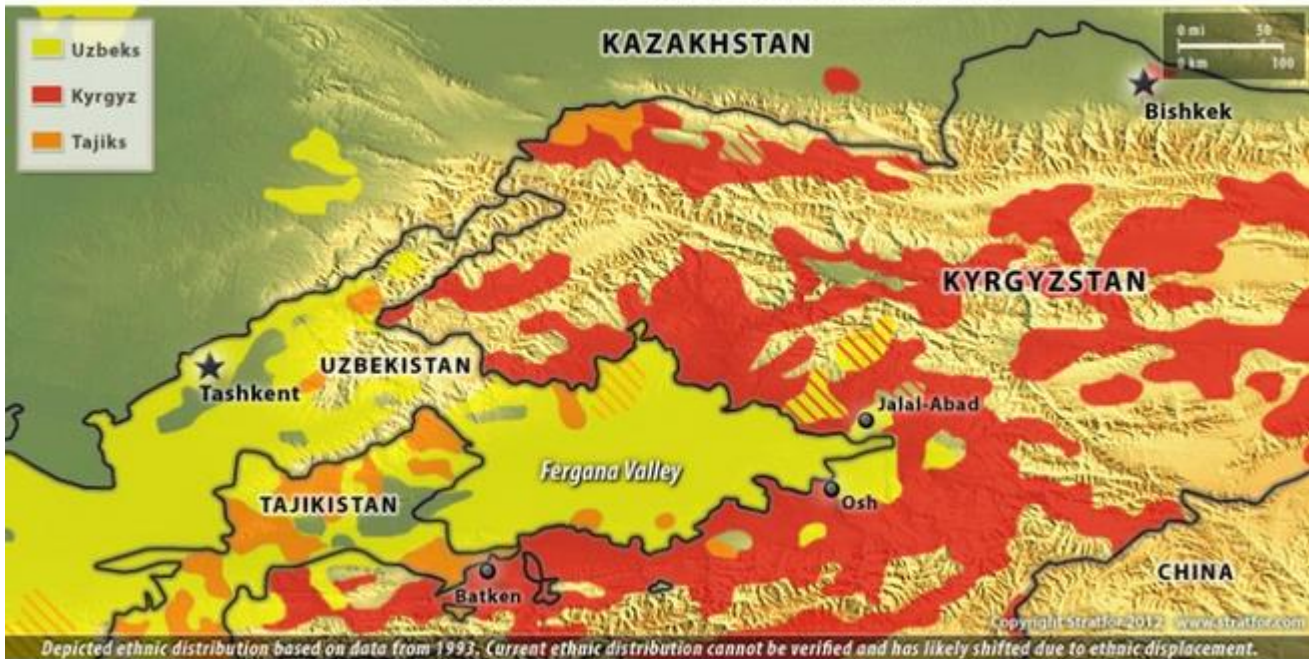 Uzbeks
Kyrgyz
Tajiks
KAZAKHSTAN
0 mi 50
0 km 100
Bishkek
KYRGYZSTAN
UZBEKISTAN
Tashkent
Jalal-Abad
Fergana Valley
TAJIKISTAN
Osh
Batken
CHINA
Copyright Stratfor 2012 www.stratfor.com
Depicted ethnic distribution based on data from 1993. Current ethnic distribution cannot be verified and has likely shifted due to ethnic displacement.